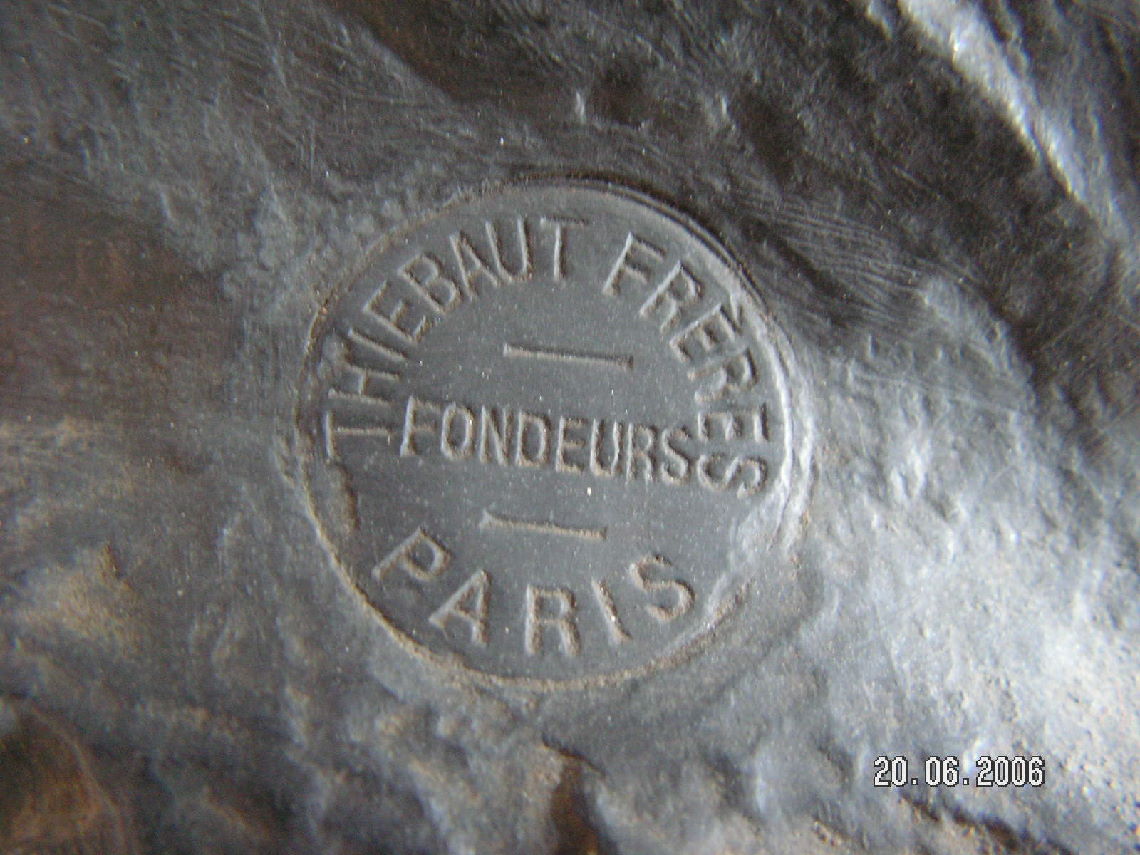 THIEBAUT FRÈRES
FONDEURS
PARIS
20.06.2006